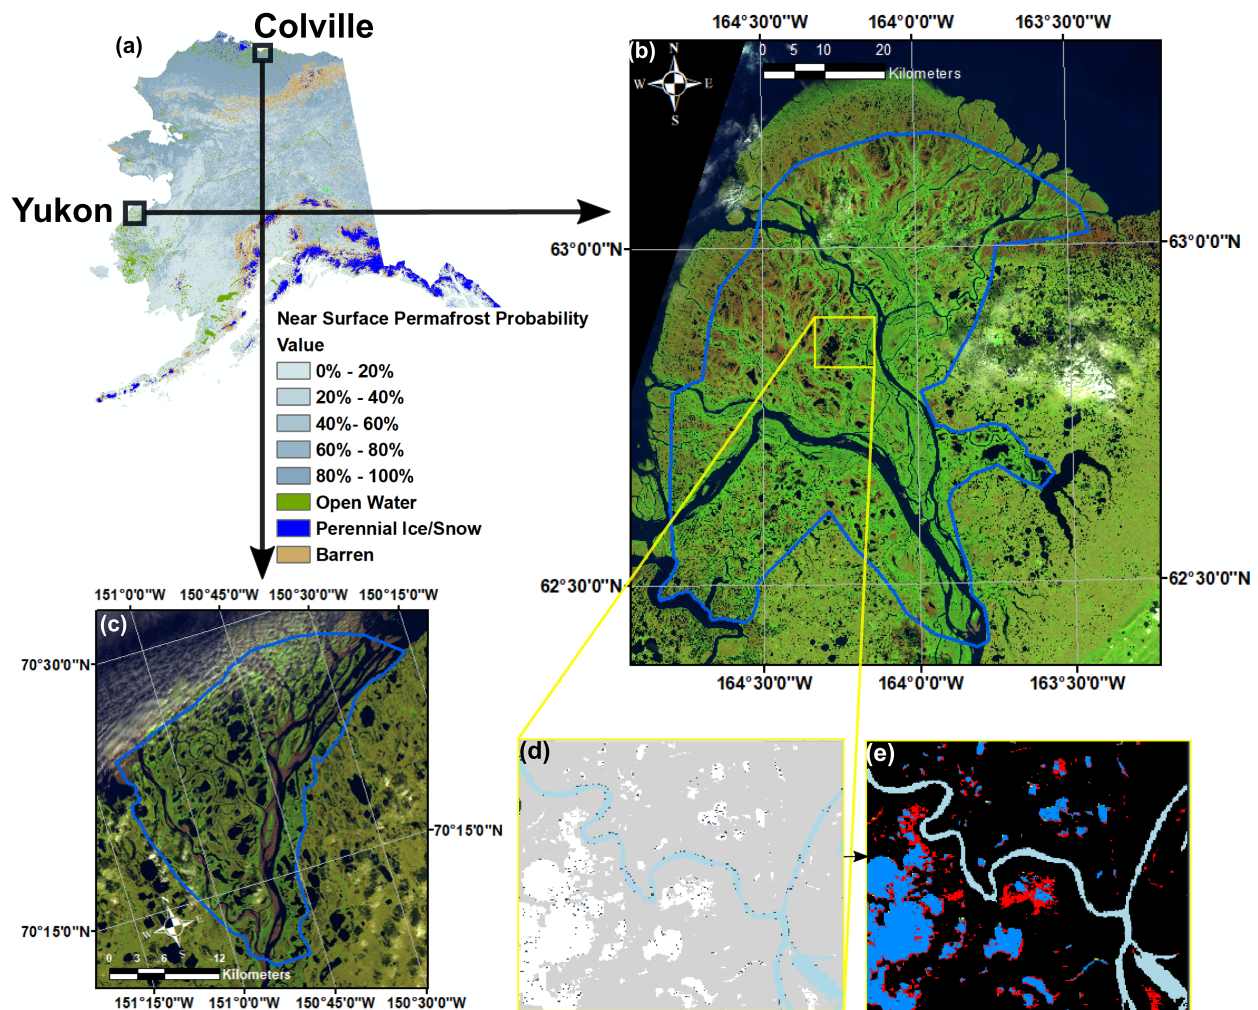 Colville
(a)
Yukon
Near Surface Permafrost Probability
Value
0% - 20%
20% - 40%
40%- 60%
60% - 80%
80% - 100%
Open Water
Perennial Ice/Snow
Barren
164°30'0"W 164°0'0"W 163°30'0"W
(b)
N
W E
S
0 5 10 20
Kilometers
63°0'0"N 63°0'0"N
62°30'0"N 62°30'0"N
164°30'0"W 164°0'0"W 163°30'0"W
151°0'0"W 150°45'0"W 150°30'0"W 150°15'0"W
(c)
70°30'0"N
70°15'0"N
70°15'0"N
W
S
0 3 6 12
Kilometers
151°15'0"W 151°0'0"W 150°45'0"W 150°30'0"W
(d)
(e)